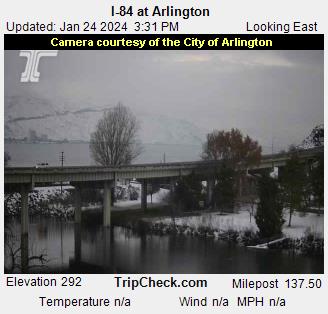 I-84 at Arlington
Updated: Jan 24 2024 3:31 PM Looking East
Camera courtesy of the City of Arlington
Elevation 292 TripCheck.com Milepost 137.50
Temperature n/a Wind n/a MPH n/a